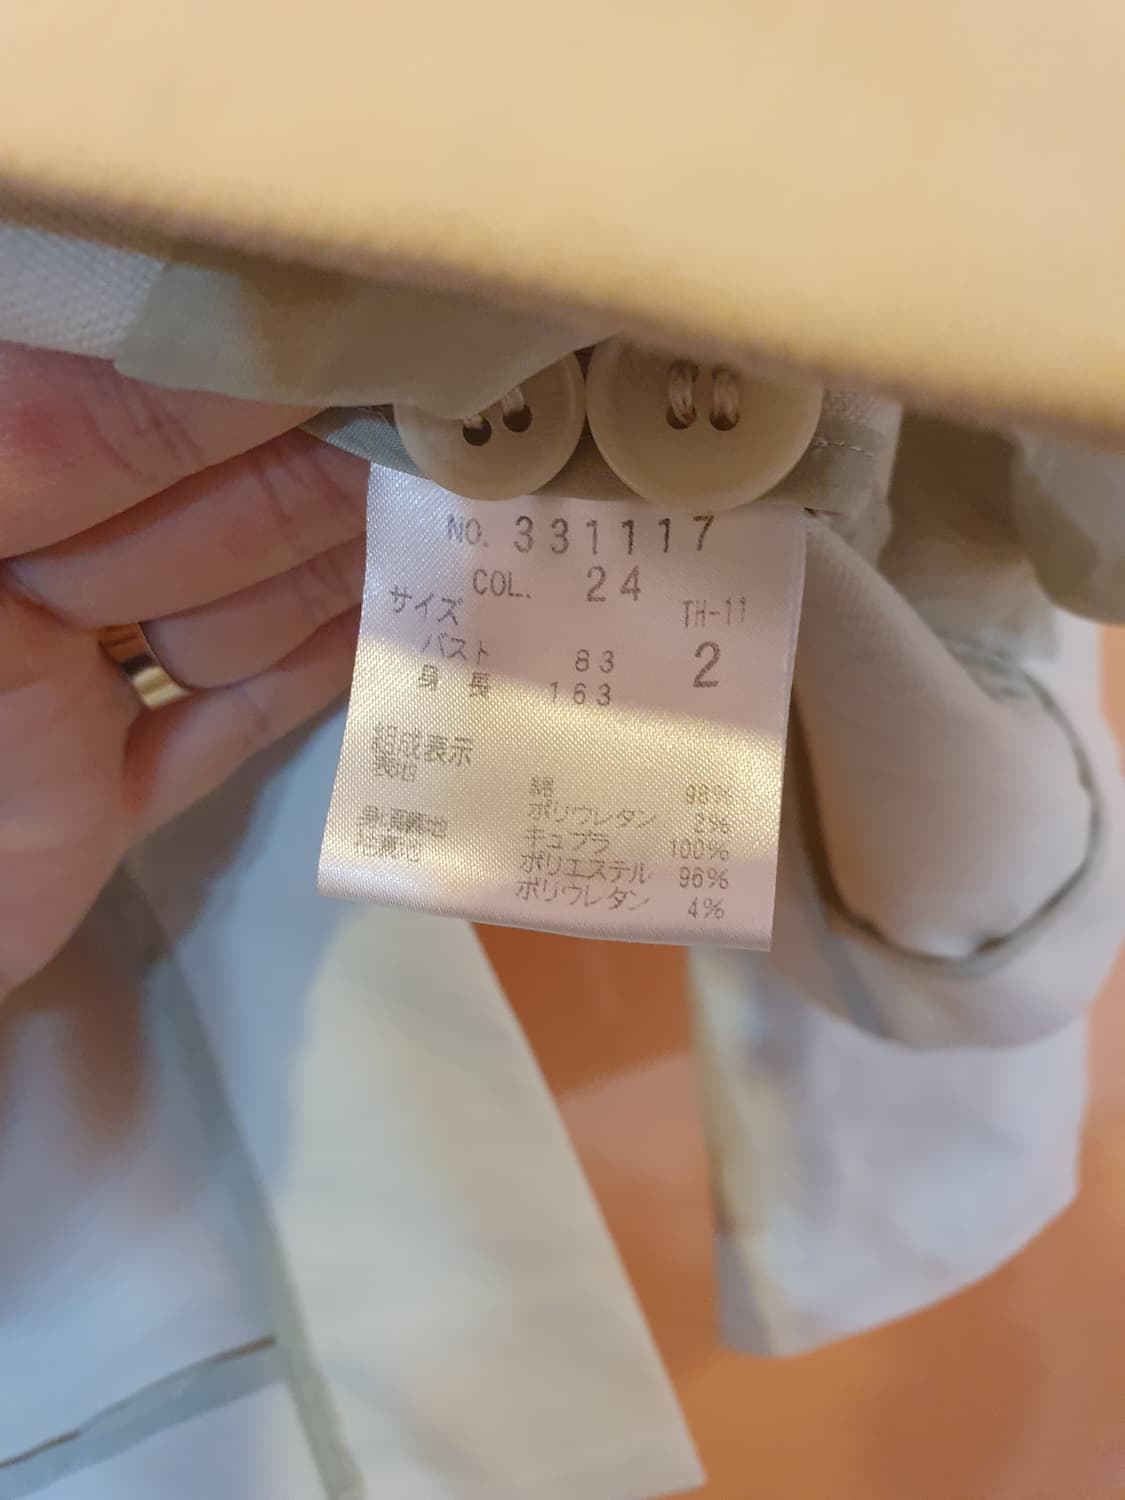 NO. 331117
COL. 24
サイズ TH-11
バスト 83 2
身長 163
組成表示
表地 綿 98%
ポリウレタン 2%
キュプラ 100%
ポリエステル 96%
ポリウレタン 4%